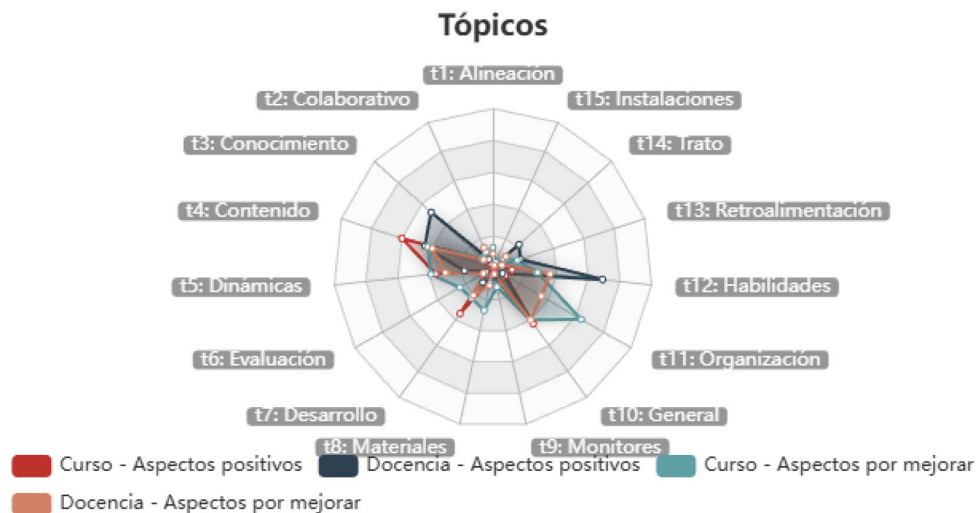 Tópicos
t1: Alineación
t2: Colaborativo
t15: Instalaciones
t3: Conocimiento
t14: Trato
t4: Contenido
t13: Retroalimentación
t5: Dinámicas
t12: Habilidades
t6: Evaluación
t11: Organización
t7: Desarrollo
t10: General
t8: Materiales
t9: Monitores
Curso - Aspectos positivos
Docencia - Aspectos positivos
Curso - Aspectos por mejorar
Docencia - Aspectos por mejorar